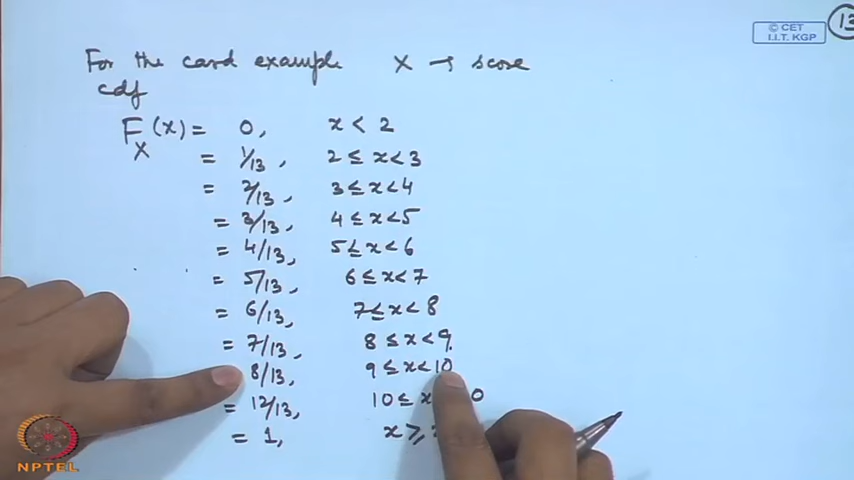 © CET
I.I.T. KGP
13
For the card example X → score
cdf
F_X(x) = 0, x < 2
= 1/13, 2 ≤ x < 3
= 2/13, 3 ≤ x < 4
= 3/13, 4 ≤ x < 5
= 4/13, 5 ≤ x < 6
= 5/13, 6 ≤ x < 7
= 6/13, 7 ≤ x < 8
= 7/13, 8 ≤ x < 9
8/13, 9 ≤ x < 10
= 12/13, 10 ≤ x 0
= 1, x ≥
NPTEL